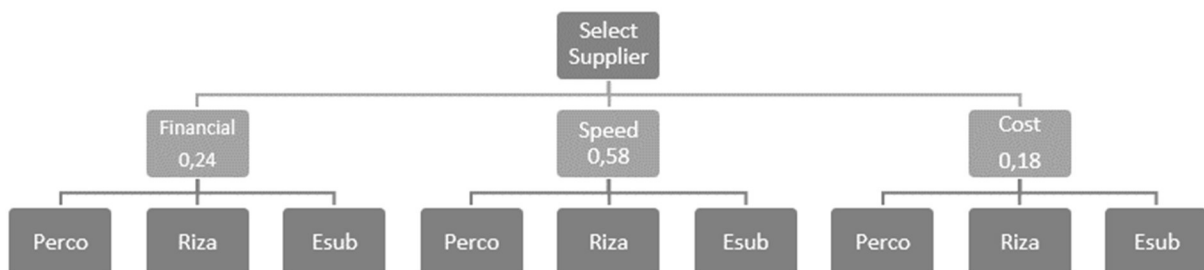 Select
Supplier
Financial
0,24
Speed
0,58
Cost
0,18
Perco
Riza
Esub
Perco
Riza
Esub
Perco
Riza
Esub